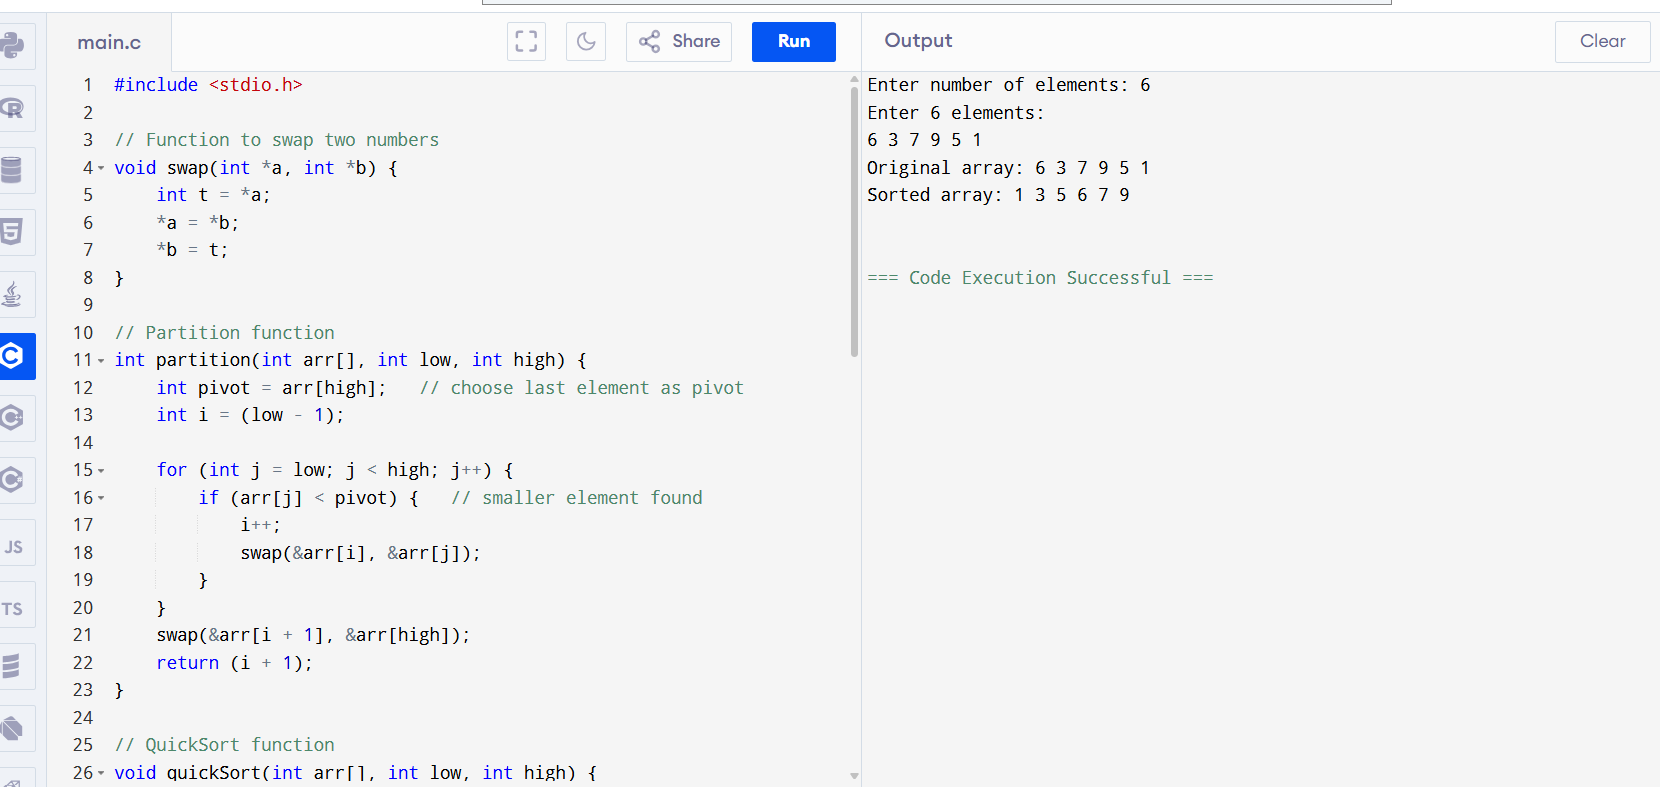 main.c
Share
Run
Output
Clear
1 #include <stdio.h>
2
3 // Function to swap two numbers
4 void swap(int *a, int *b) {
5     int t = *a;
6     *a = *b;
7     *b = t;
8 }
9
10 // Partition function
11 int partition(int arr[], int low, int high) {
12     int pivot = arr[high];   // choose last element as pivot
13     int i = (low - 1);
14
15     for (int j = low; j < high; j++) {
16         if (arr[j] < pivot) {   // smaller element found
17             i++;
18             swap(&arr[i], &arr[j]);
19         }
20     }
21     swap(&arr[i + 1], &arr[high]);
22     return (i + 1);
23 }
24
25 // QuickSort function
26 void quickSort(int arr[], int low, int high) {
Enter number of elements: 6
Enter 6 elements:
6 3 7 9 5 1
Original array: 6 3 7 9 5 1
Sorted array: 1 3 5 6 7 9
=== Code Execution Successful ===
R
5
C
C
C
JS
TS